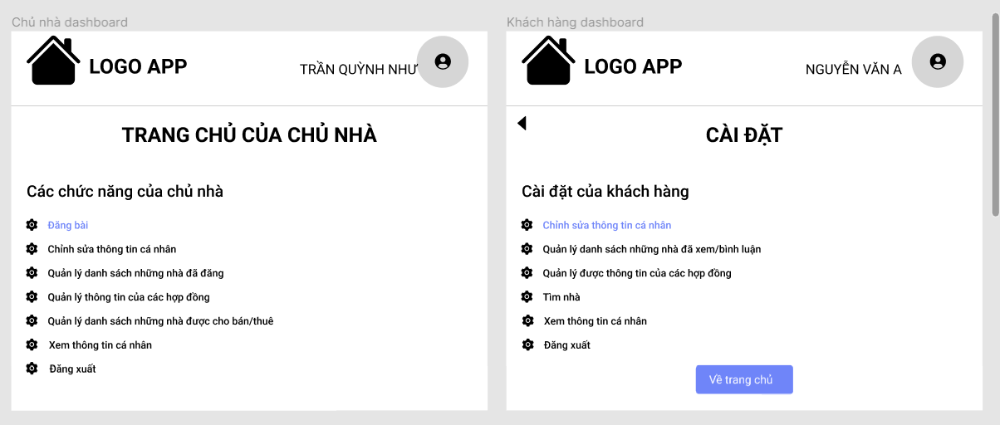 Chủ nhà dashboard
LOGO APP
TRẦN QUỲNH NHƯ
TRANG CHỦ CỦA CHỦ NHÀ
Các chức năng của chủ nhà
Đăng bài
Chỉnh sửa thông tin cá nhân
Quản lý danh sách những nhà đã đăng
Quản lý thông tin của các hợp đồng
Quản lý danh sách những nhà được cho bán/thuê
Xem thông tin cá nhân
Đăng xuất
Khách hàng dashboard
LOGO APP
NGUYỄN VĂN A
CÀI ĐẶT
Cài đặt của khách hàng
Chỉnh sửa thông tin cá nhân
Quản lý danh sách những nhà đã xem/bình luận
Quản lý được thông tin của các hợp đồng
Tìm nhà
Xem thông tin cá nhân
Đăng xuất
Về trang chủ